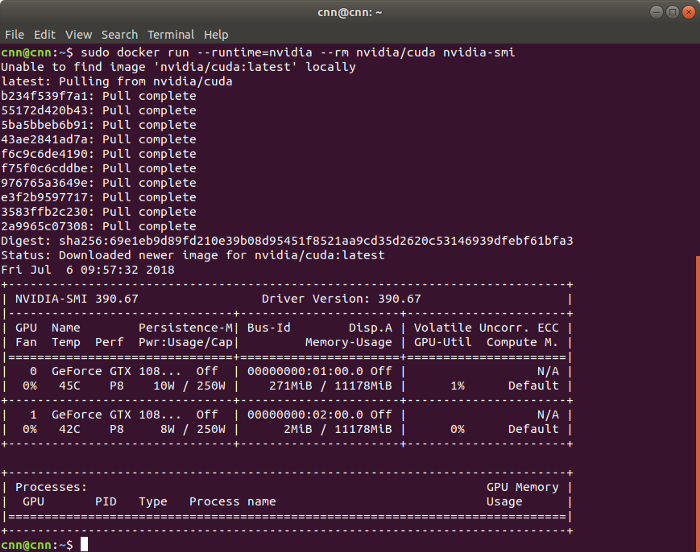 cnn@cnn: ~
File Edit View Search Terminal Help
cnn@cnn:~$ sudo docker run --runtime=nvidia --rm nvidia/cuda nvidia-smi
Unable to find image 'nvidia/cuda:latest' locally
latest: Pulling from nvidia/cuda
b234f539f7a1: Pull complete
55172d420b43: Pull complete
5ba5bbeb6b91: Pull complete
43ae2841ad7a: Pull complete
f6c9c6de4190: Pull complete
f75f0c6cddbe: Pull complete
976765a3649e: Pull complete
e3f2b9597717: Pull complete
3583ffb2c230: Pull complete
2a9965c07308: Pull complete
Digest: sha256:69e1eb9d89fd210e39b08d95451f8521aa9cd35d2620c53146939dfebf61bfa3
Status: Downloaded newer image for nvidia/cuda:latest
Fri Jul  6 09:57:32 2018
+-----------------------------------------------------------------------------+
| NVIDIA-SMI 390.67                 Driver Version: 390.67                    |
|-------------------------------+----------------------+----------------------+
| GPU  Name        Persistence-M| Bus-Id        Disp.A | Volatile Uncorr. ECC |
| Fan  Temp  Perf  Pwr:Usage/Cap|         Memory-Usage | GPU-Util  Compute M. |
|===============================+======================+======================|
|   0  GeForce GTX 108...  Off  | 00000000:01:00.0 Off |                  N/A |
|  0%   45C    P8    10W / 250W |    271MiB / 11178MiB |      1%      Default |
+-------------------------------+----------------------+----------------------+
|   1  GeForce GTX 108...  Off  | 00000000:02:00.0 Off |                  N/A |
|  0%   42C    P8     8W / 250W |      2MiB / 11178MiB |      0%      Default |
+-------------------------------+----------------------+----------------------+

+-----------------------------------------------------------------------------+
| Processes:                                                       GPU Memory |
|  GPU       PID   Type   Process name                             Usage      |
|=============================================================================|
+-----------------------------------------------------------------------------+
cnn@cnn:~$